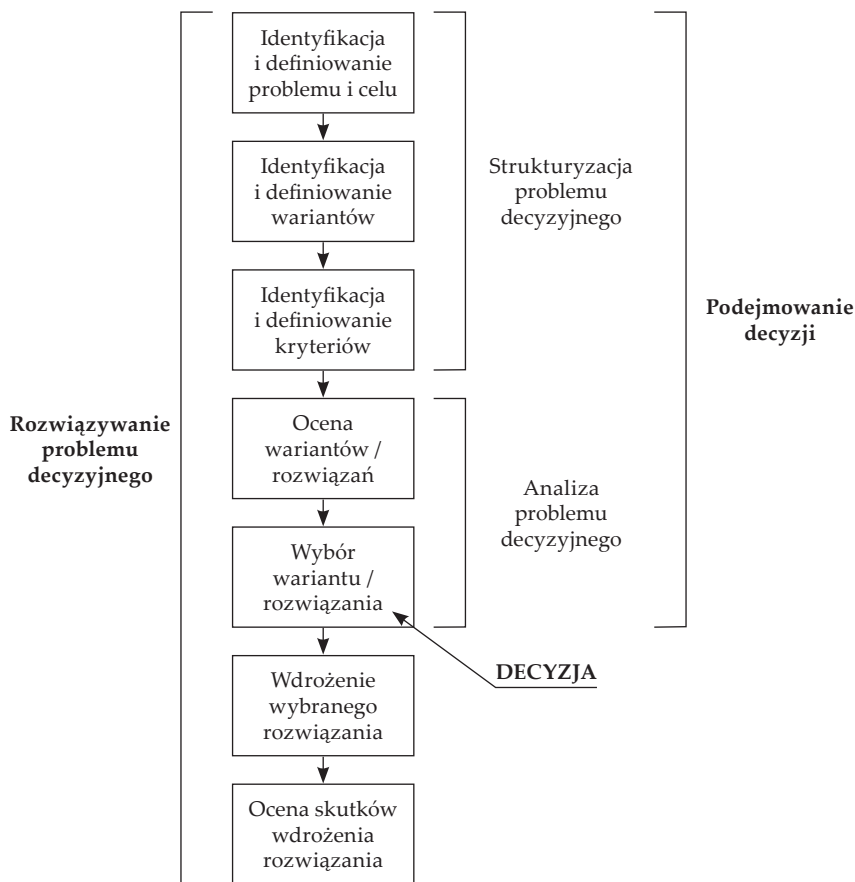 Identyfikacja
i definiowanie
problemu i celu
Identyfikacja
i definiowanie
wariantów
Strukturyzacja
problemu
decyzyjnego
Identyfikacja
i definiowanie
kryteriów
Podejmowanie
decyzji
Rozwiązywanie
problemu
decyzyjnego
Ocena
wariantów /
rozwiązań
Analiza
problemu
decyzyjnego
Wybór
wariantu /
rozwiązania
DECYZJA
Wdrożenie
wybranego
rozwiązania
Ocena skutków
wdrożenia
rozwiązania